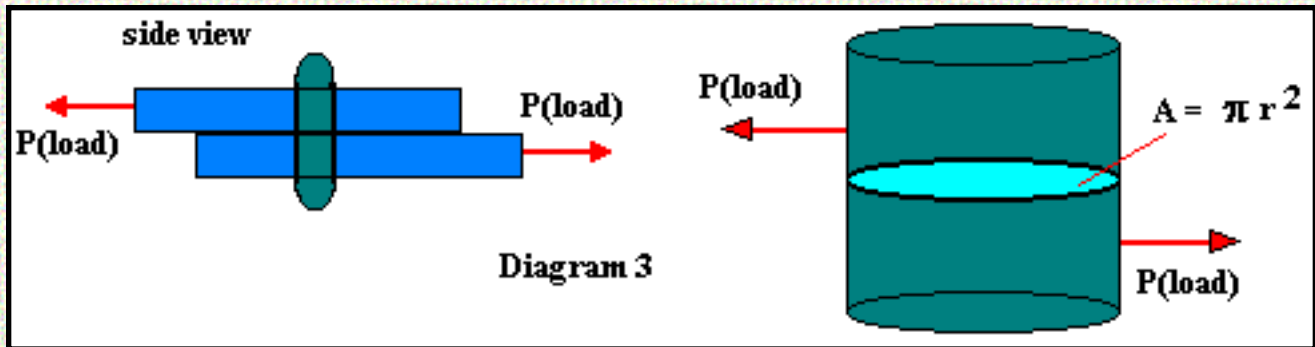 side view
P(load)
P(load)
Diagram 3
P(load)
A = π r 2
P(load)